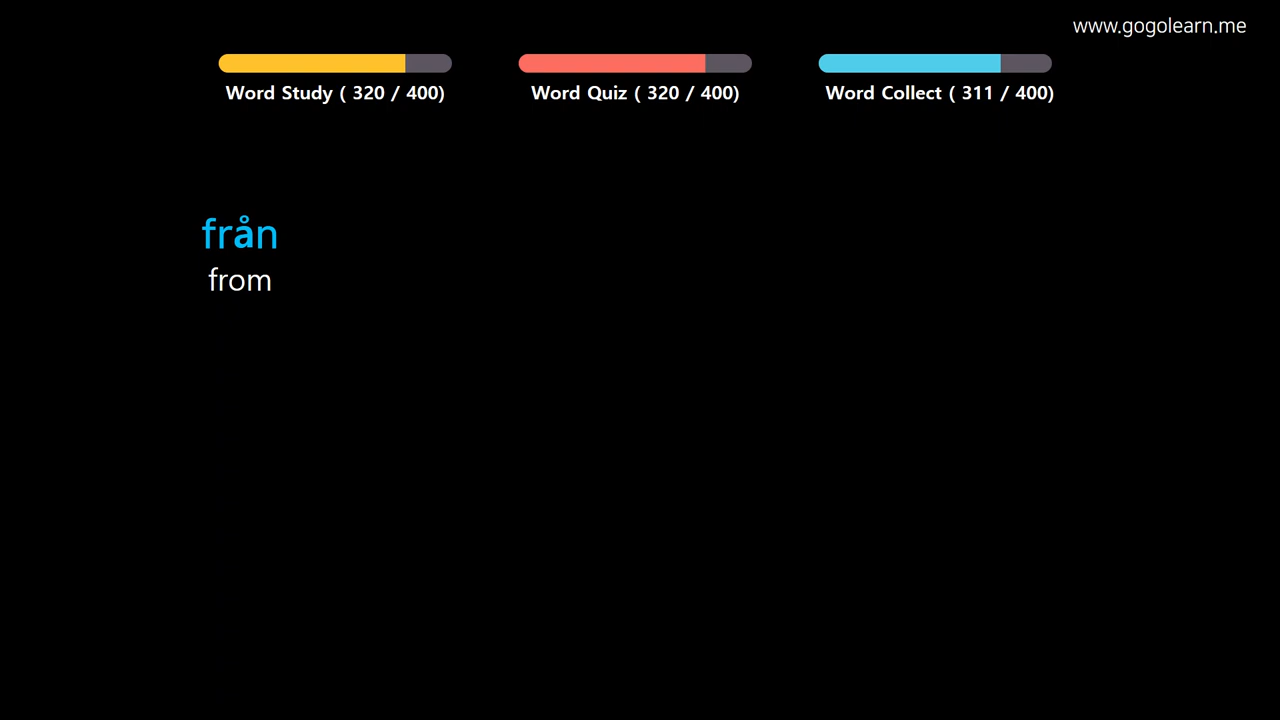 www.gogolearn.me
Word Study ( 320 / 400)
Word Quiz ( 320 / 400)
Word Collect ( 311 / 400)
från
from